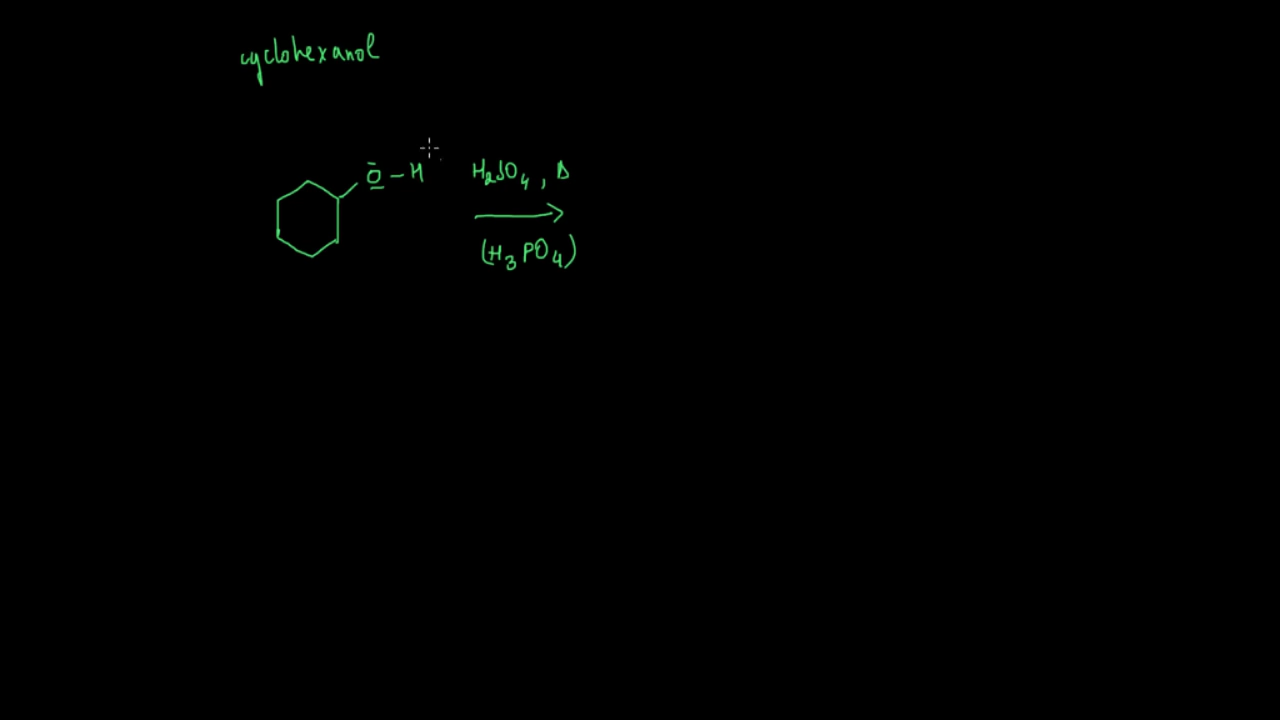 cyclohexanol
O - H
H2SO4, Δ
(H3PO4)